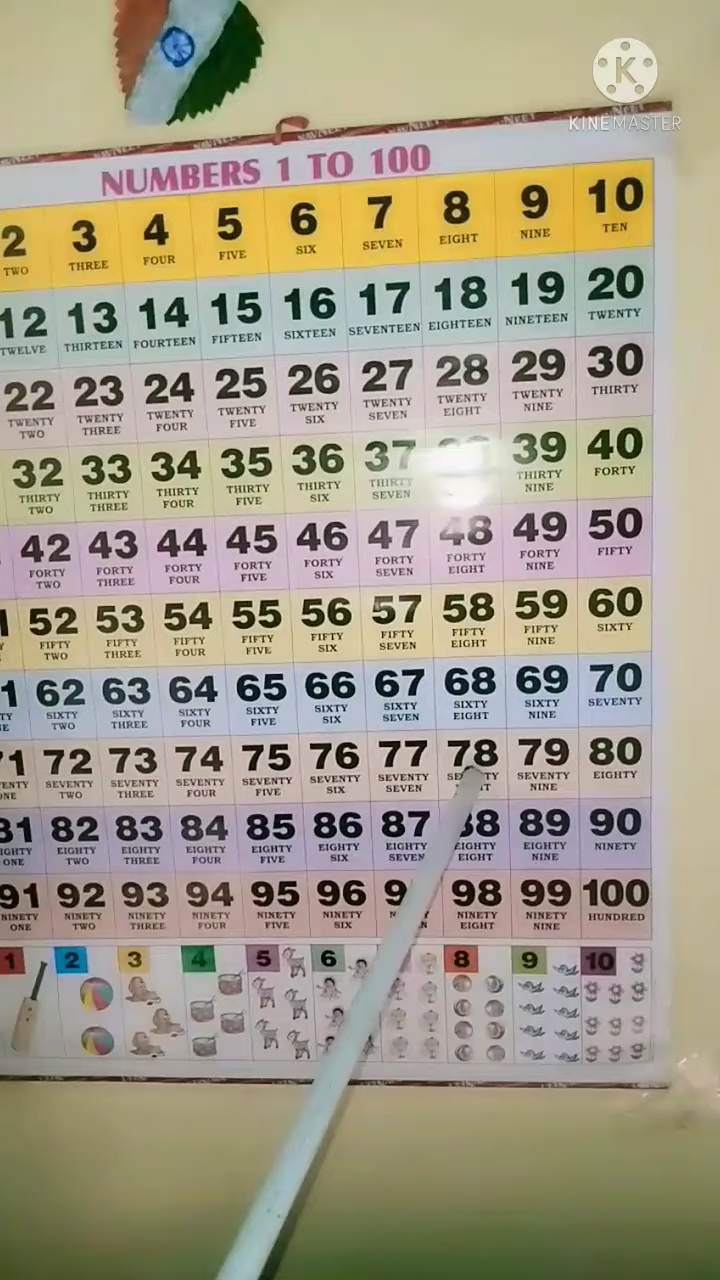 KINEMASTER
NAVNEET
NUMBERS 1 TO 100
2 3 4 5 6 7 8 9 10
TWO THREE FOUR FIVE SIX SEVEN EIGHT NINE TEN
12 13 14 15 16 17 18 19 20
TWELVE THIRTEEN FOURTEEN FIFTEEN SIXTEEN SEVENTEEN EIGHTEEN NINETEEN TWENTY
22 23 24 25 26 27 28 29 30
TWENTY TWENTY TWENTY TWENTY TWENTY TWENTY TWENTY TWENTY THIRTY
TWO THREE FOUR FIVE SIX SEVEN EIGHT NINE
32 33 34 35 36 37 39 40
THIRTY THIRTY THIRTY THIRTY THIRTY THIRTY THIRTY FORTY
TWO THREE FOUR FIVE SIX SEVEN NINE
42 43 44 45 46 47 48 49 50
FORTY FORTY FORTY FORTY FORTY FORTY FORTY FORTY FIFTY
TWO THREE FOUR FIVE SIX SEVEN EIGHT NINE
52 53 54 55 56 57 58 59 60
FIFTY FIFTY FIFTY FIFTY FIFTY FIFTY FIFTY FIFTY SIXTY
TWO THREE FOUR FIVE SIX SEVEN EIGHT NINE
1 62 63 64 65 66 67 68 69 70
SIXTY SIXTY SIXTY SIXTY SIXTY SIXTY SIXTY SIXTY SEVENTY
TWO THREE FOUR FIVE SIX SEVEN EIGHT NINE
71 72 73 74 75 76 77 78 79 80
SEVENTY SEVENTY SEVENTY SEVENTY SEVENTY SEVENTY SEVENTY EIGHTY
ONE TWO THREE FOUR FIVE SIX SEVEN NINE
81 82 83 84 85 86 87 88 89 90
EIGHTY EIGHTY EIGHTY EIGHTY EIGHTY EIGHTY EIGHTY EIGHTY EIGHTY NINETY
ONE TWO THREE FOUR FIVE SIX SEVEN EIGHT NINE
91 92 93 94 95 96 98 99 100
NINETY NINETY NINETY NINETY NINETY NINETY NINETY NINETY HUNDRED
ONE TWO THREE FOUR FIVE SIX EIGHT NINE
1 2 3 4 5 6 8 9 10